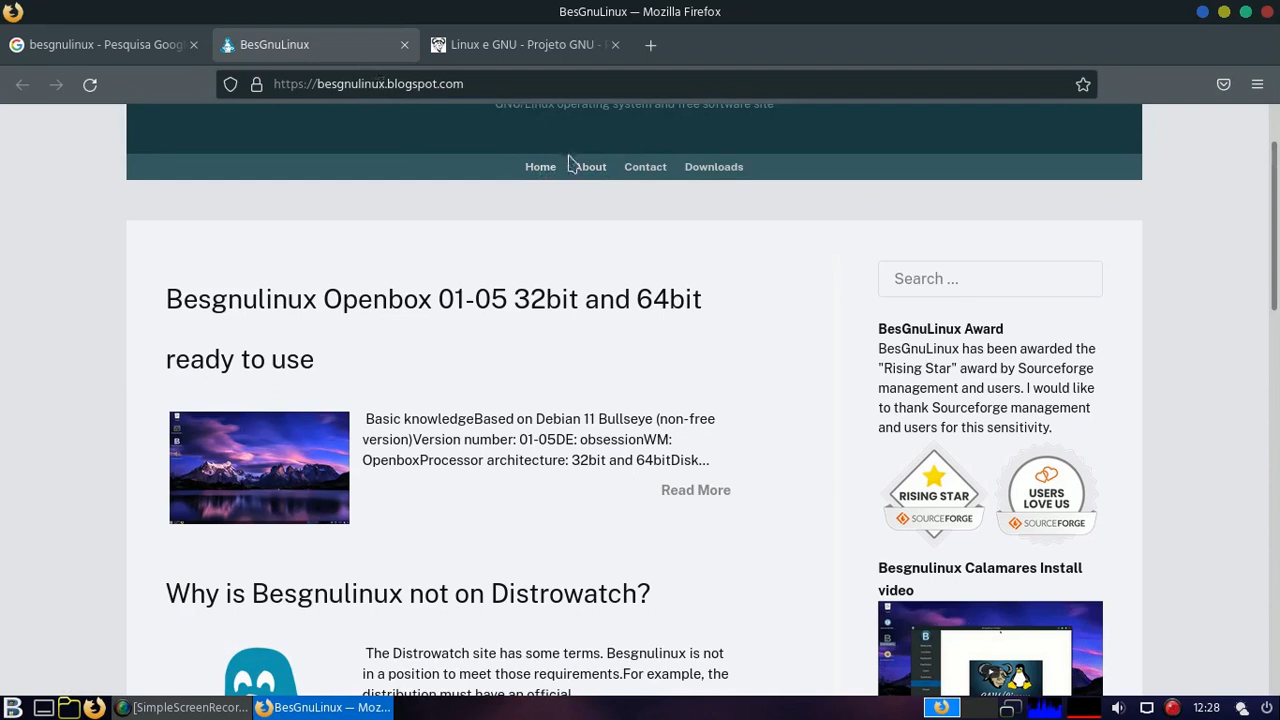 BesGnuLinux — Mozilla Firefox
besgnulinux - Pesquisa Goog
BesGnuLinux
Linux e GNU - Projeto GNU -
https://besgnulinux.blogspot.com
GNU/Linux operating system and free software site
Home About Contact Downloads
Besgnulinux Openbox 01-05 32bit and 64bit
ready to use
Basic knowledgeBased on Debian 11 Bullseye (non-free
version)Version number: 01-05DE: obsessionWM:
OpenboxProcessor architecture: 32bit and 64bitDisk...
Read More
Why is Besgnulinux not on Distrowatch?
The Distrowatch site has some terms. Besgnulinux is not
in a position to meet those requirements.For example, the
distribution must have an official
Search ...
BesGnuLinux Award
BesGnuLinux has been awarded the
"Rising Star" award by Sourceforge
management and users. I would like
to thank Sourceforge management
and users for this sensitivity.
RISING STAR
SOURCEFORGE
USERS
LOVE US
SOURCEFORGE
Besgnulinux Calamares Install
video
[SimpleScreenRecor...
BesGnuLinux — Moz...
12:28